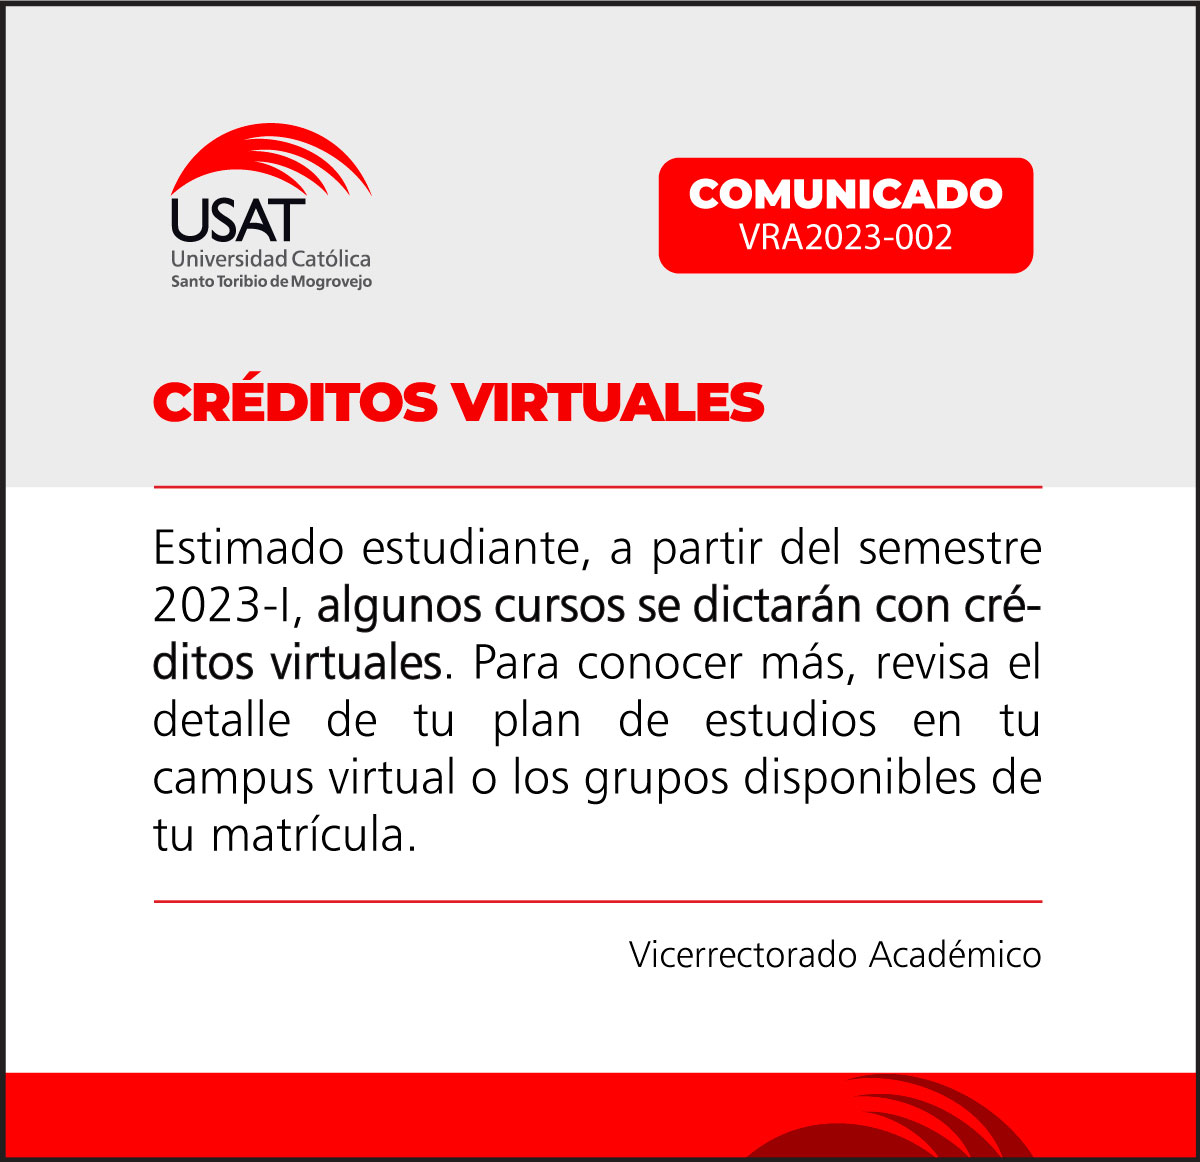 USAT
Universidad Católica
Santo Toribio de Mogrovejo
COMUNICADO
VRA2023-002
CRÉDITOS VIRTUALES
Estimado estudiante, a partir del semestre
2023-I, algunos cursos se dictarán con cré-
ditos virtuales. Para conocer más, revisa el
detalle de tu plan de estudios en tu
campus virtual o los grupos disponibles de
tu matrícula.
Vicerrectorado Académico